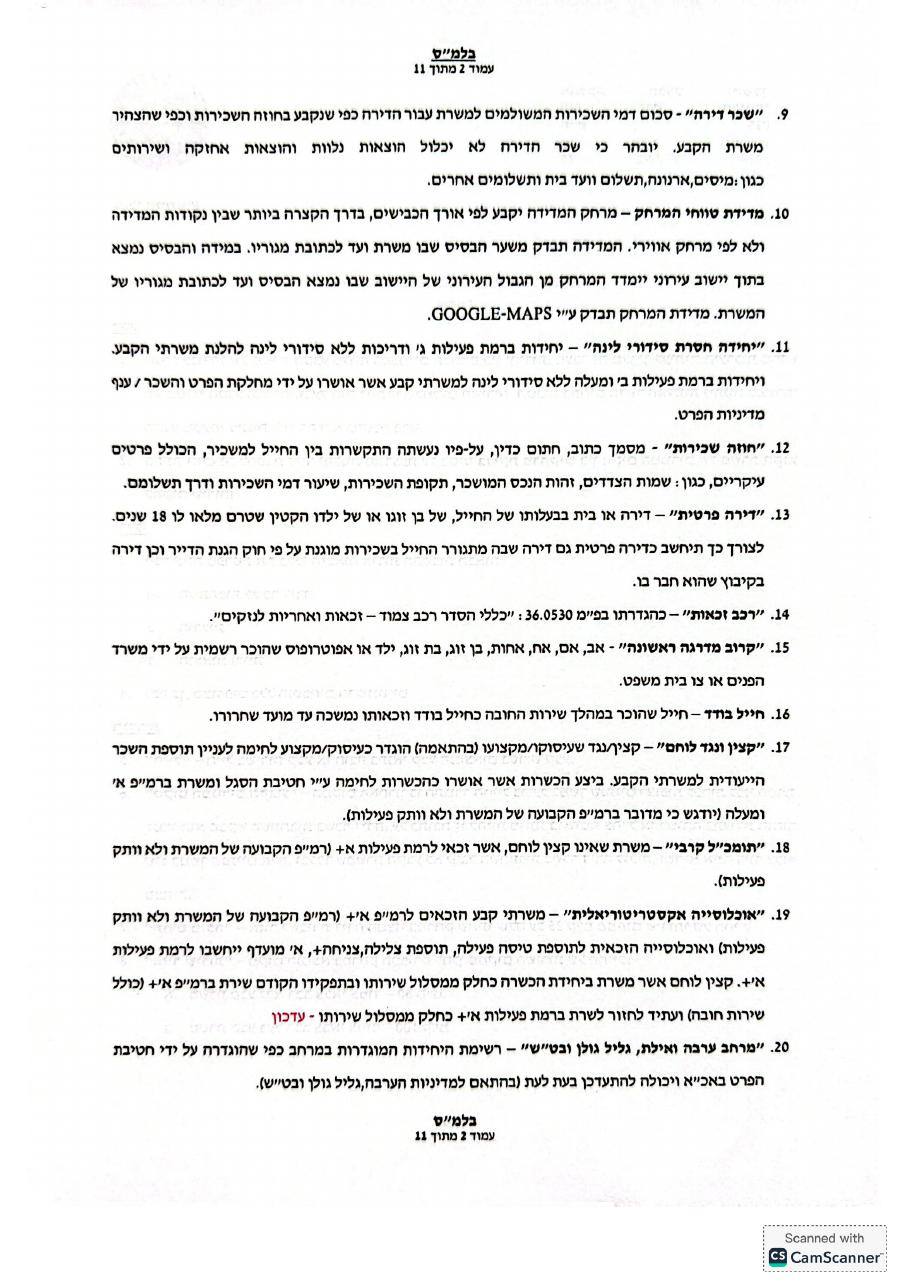 בלמ"ס
עמוד 2 מתוך 11
9. "שכר דירה" - סכום דמי השכירות המשולמים למשרת עבור הדירה כפי שנקבע בחוזה השכירות וכפי שהצהיר
משרת הקבע. יובהר כי שכר הדירה לא יכלול הוצאות נלוות והוצאות אחזקה ושירותים
כגון:מיסים,ארנונה,תשלום וועד בית ותשלומים אחרים.
10. מדידת טווחי המרחק – מרחק המדידה יקבע לפי אורך הכבישים, בדרך הקצרה ביותר שבין נקודות המדידה
ולא לפי מרחק אווירי. המדידה תבדק משער הבסיס שבו משרת ועד לכתובת מגוריו. במידה והבסיס נמצא
בתוך יישוב עירוני יימדד המרחק מן הגבול העירוני של היישוב שבו נמצא הבסיס ועד לכתובת מגוריו של
המשרת. מדידת המרחק תבדק ע"י GOOGLE-MAPS.
11. "יחידה חסרת סידורי לינה" – יחידות ברמת פעילות ג' ודריכות ללא סידורי לינה להלנת משרתי הקבע.
ויחידות ברמת פעילות ב' ומעלה ללא סידורי לינה למשרתי קבע אשר אושרו על ידי מחלקת הפרט והשכר / ענף
מדיניות הפרט.
12. "חוזה שכירות" - מסמך כתוב, חתום כדין, על-פיו נעשתה התקשרות בין החייל למשכיר, הכולל פרטים
עיקריים, כגון: שמות הצדדים, זהות הנכס המושכר, תקופת השכירות, שיעור דמי השכירות ודרך תשלומם.
13. "דירה פרטית" – דירה או בית בבעלותו של החייל, של בן זוגו או של ילדו הקטין שטרם מלאו לו 18 שנים.
לצורך כך תיחשב כדירה פרטית גם דירה שבה מתגורר החייל בשכירות מוגנת על פי חוק הגנת הדייר וכן דירה
בקיבוץ שהוא חבר בו.
14. "רכב זכאות" – כהגדרתו בפ"מ 36.0530: "כללי הסדר רכב צמוד – זכאות ואחריות לנזקים".
15. "קרוב מדרגה ראשונה" - אב, אם, אח, אחות, בן זוג, בת זוג, ילד או אפוטרופוס שהוכר רשמית על ידי משרד
הפנים או צו בית משפט.
16. חייל בודד – חייל שהוכר במהלך שירות החובה כחייל בודד וזכאותו נמשכה עד מועד שחרורו.
17. "קצין ונגד לוחם" – קצין/נגד שעיסוקו/מקצועו (בהתאמה) הוגדר כעיסוק/מקצוע לחימה לעניין תוספת השכר
הייעודית למשרתי הקבע. ביצע הכשרות אשר אושרו כהכשרות לחימה ע"י חטיבת הסגל ומשרת ברמ"פ א'
ומעלה (יודגש כי מדובר ברמ"פ הקבועה של המשרת ולא וותק פעילות).
18. "תומכ"ל קרבי" – משרת שאינו קצין לוחם, אשר זכאי לרמת פעילות א+ (רמ"פ הקבועה של המשרת ולא וותק
פעילות).
19. "אוכלוסייה אקסטריטוריאלית" – משרתי קבע הזכאים לרמ"פ א'+ (רמ"פ הקבועה של המשרת ולא וותק
פעילות) ואוכלוסייה הזכאית לתוספת טיסה פעילה, תוספת צלילה,צניחה+, א' מועדף ייחשבו לרמת פעילות
א'+. קצין לוחם אשר משרת ביחידת הכשרה כחלק ממסלול שירותו ובתפקידו הקודם שירת ברמ"פ א'+ (כולל
שירות חובה) ועתיד לחזור לשרת ברמת פעילות א'+ כחלק ממסלול שירותו - עדכון
20. "מרחב ערבה ואילת, גליל גולן ובט"ש" – רשימת היחידות המוגדרות במרחב כפי שהוגדרה על ידי חטיבת
הפרט באכ"א ויכולה להתעדכן בעת לעת (בהתאם למדיניות הערבה,גליל גולן ובט"ש).
בלמ"ס
עמוד 2 מתוך 11
Scanned with
CS CamScanner